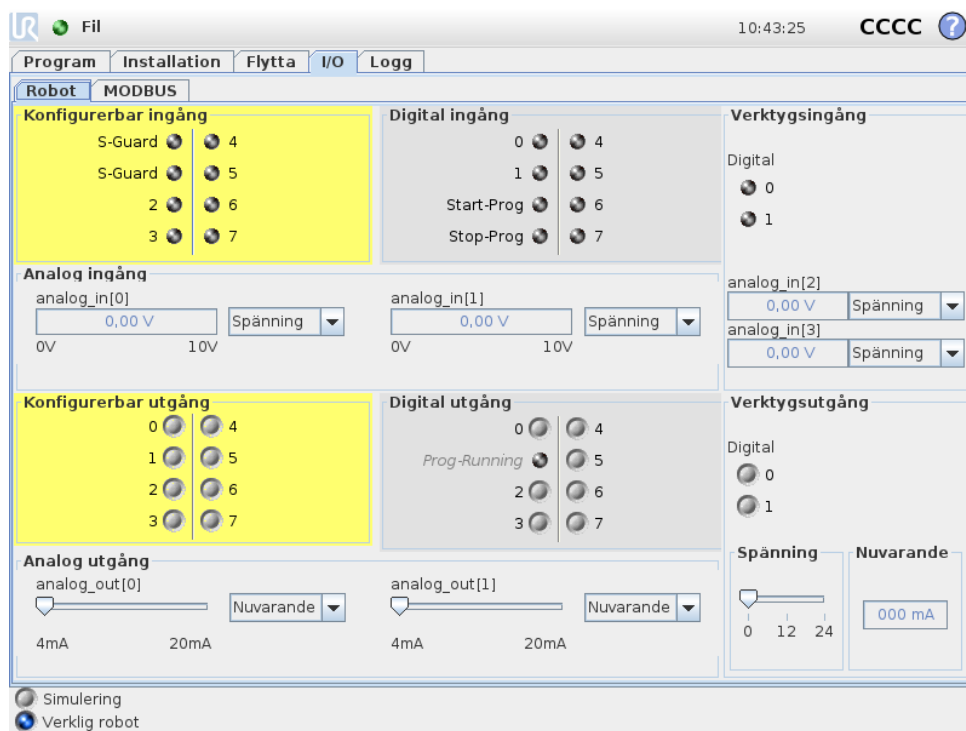 UR Fil 10:43:25 CCCC ?
Program Installation Flytta I/O Logg
Robot MODBUS
Konfigurerbar ingång
S-Guard 4
S-Guard 5
2 6
3 7
Digital ingång
0 4
1 5
Start-Prog 6
Stop-Prog 7
Verktygsingång
Digital
0
1
analog_in[2]
0,00 V Spänning
analog_in[3]
0,00 V Spänning
Analog ingång
analog_in[0]
0,00 V Spänning
0V 10V
analog_in[1]
0,00 V Spänning
0V 10V
Konfigurerbar utgång
0 4
1 5
2 6
3 7
Digital utgång
0 4
Prog-Running 5
2 6
3 7
Verktygsutgång
Digital
0
1
Spänning
0 12 24
Nuvarande
000 mA
Analog utgång
analog_out[0]
Nuvarande
4mA 20mA
analog_out[1]
Nuvarande
4mA 20mA
Simulering
Verklig robot